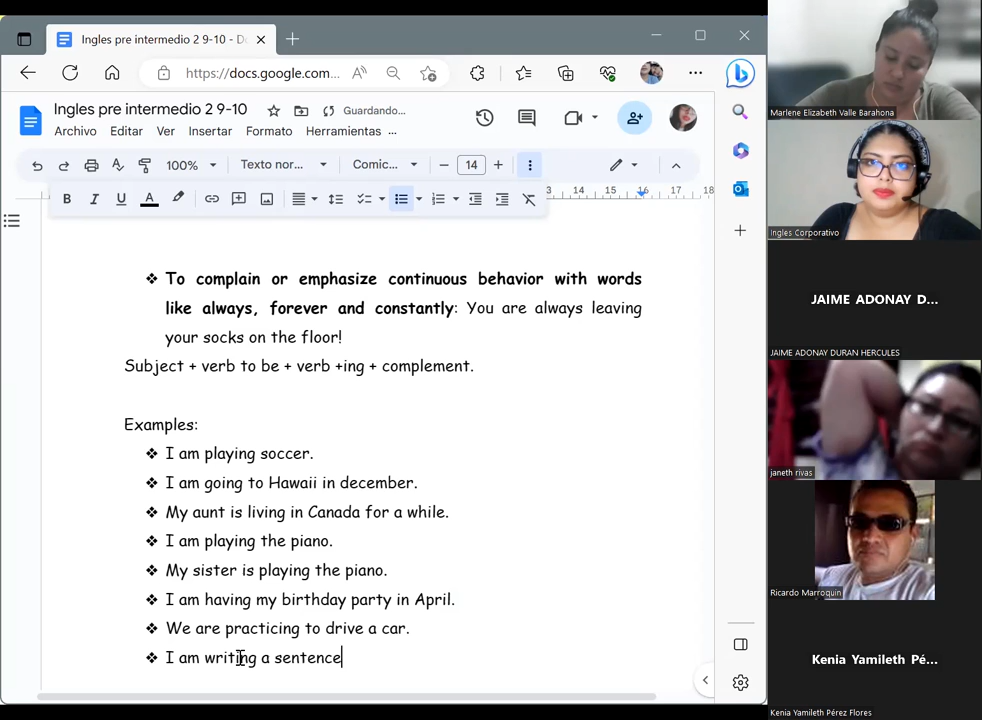 Ingles pre intermedio 2 9-10 - D
https://docs.google.com...
Ingles pre intermedio 2 9-10
Guardando...
Archivo Editar Ver Insertar Formato Herramientas ...
100% Texto nor... Comic... 14
13 14 15 16 17 18
❖ To complain or emphasize continuous behavior with words
like always, forever and constantly: You are always leaving
your socks on the floor!
Subject + verb to be + verb +ing + complement.
Examples:
❖ I am playing soccer.
❖ I am going to Hawaii in december.
❖ My aunt is living in Canada for a while.
❖ I am playing the piano.
❖ My sister is playing the piano.
❖ I am having my birthday party in April.
❖ We are practicing to drive a car.
❖ I am writing a sentence
Marlene Elizabeth Valle Barahona
Ingles Corporativo
JAIME ADONAY D...
JAIME ADONAY DURAN HERCULES
janeth rivas
Ricardo Marroquin
Kenia Yamileth Pé...
Kenia Yamileth Pérez Flores